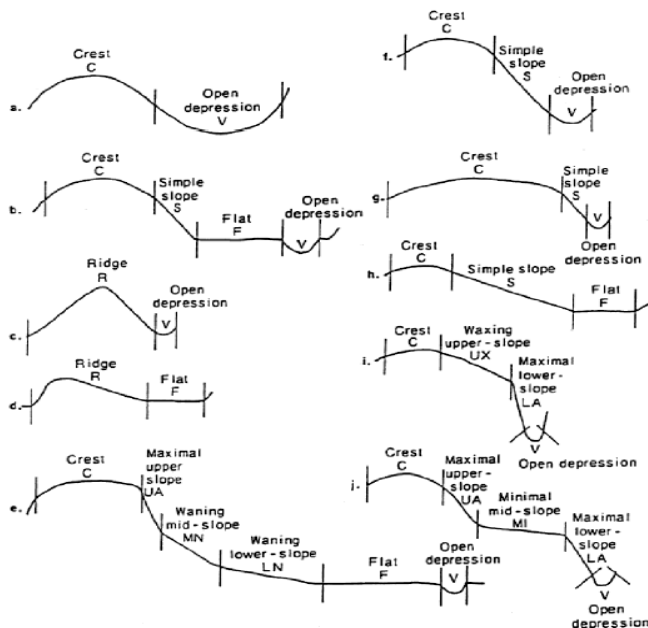 Crest
C
a.
Open
depression
V
Crest
C
b.
Simple
slope
S
Flat
F
Open
depression
V
Ridge
R
c.
Open
depression
V
Ridge
R
d.
Flat
F
Crest
C
e.
Maximal
upper
slope
UA
Waning
mid-slope
MN
Waning
lower-slope
LN
Flat
F
Open
depression
V
Crest
C
f.
Simple
slope
S
Open
depression
V
Crest
C
g.
Simple
slope
S
V
Open
depression
Crest
C
h.
Simple slope
S
Flat
F
Crest
C
i.
Waxing
upper-slope
UX
Maximal
lower-
slope
LA
V
Open depression
Crest
C
j.
Maximal
upper-
slope
UA
Minimal
mid-slope
MI
Maximal
lower-
slope
LA
V
Open
depression